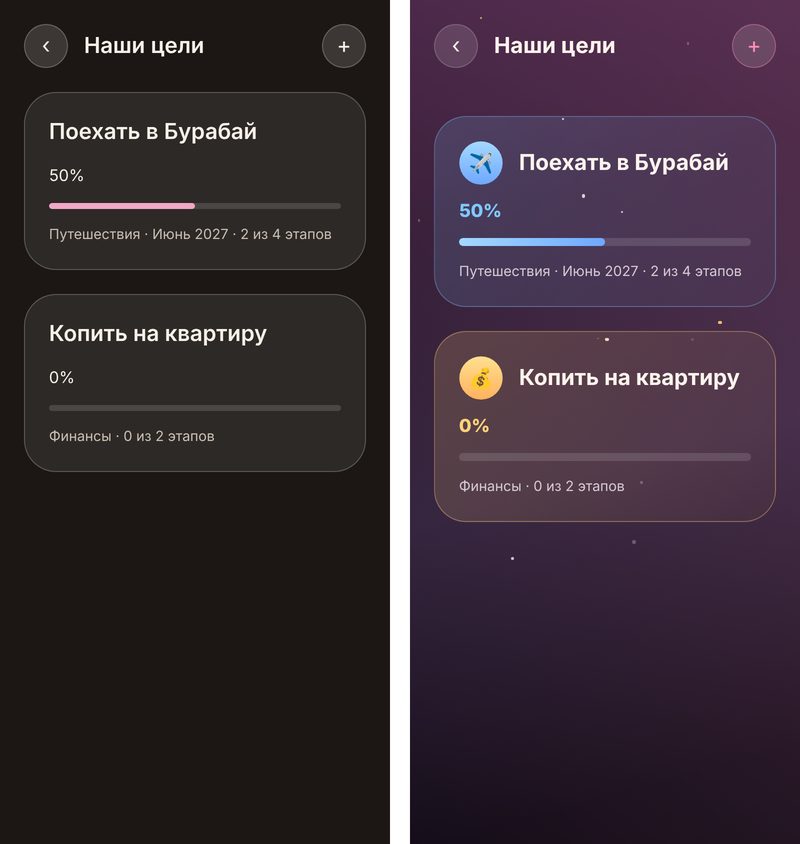 Наши цели
+
Поехать в Бурабай
50%
Путешествия · Июнь 2027 · 2 из 4 этапов
Копить на квартиру
0%
Финансы · 0 из 2 этапов
Наши цели
+
Поехать в Бурабай
50%
Путешествия · Июнь 2027 · 2 из 4 этапов
Копить на квартиру
0%
Финансы · 0 из 2 этапов